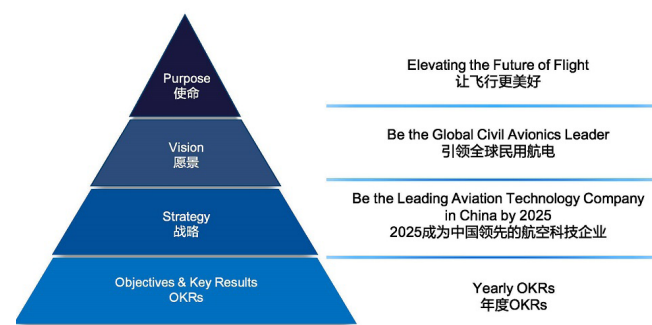 Purpose
使命
Elevating the Future of Flight
让飞行更美好
Vision
愿景
Be the Global Civil Avionics Leader
引领全球民用航电
Strategy
战略
Be the Leading Aviation Technology Company
in China by 2025
2025成为中国领先的航空科技企业
Objectives & Key Results
OKRs
Yearly OKRs
年度OKRs